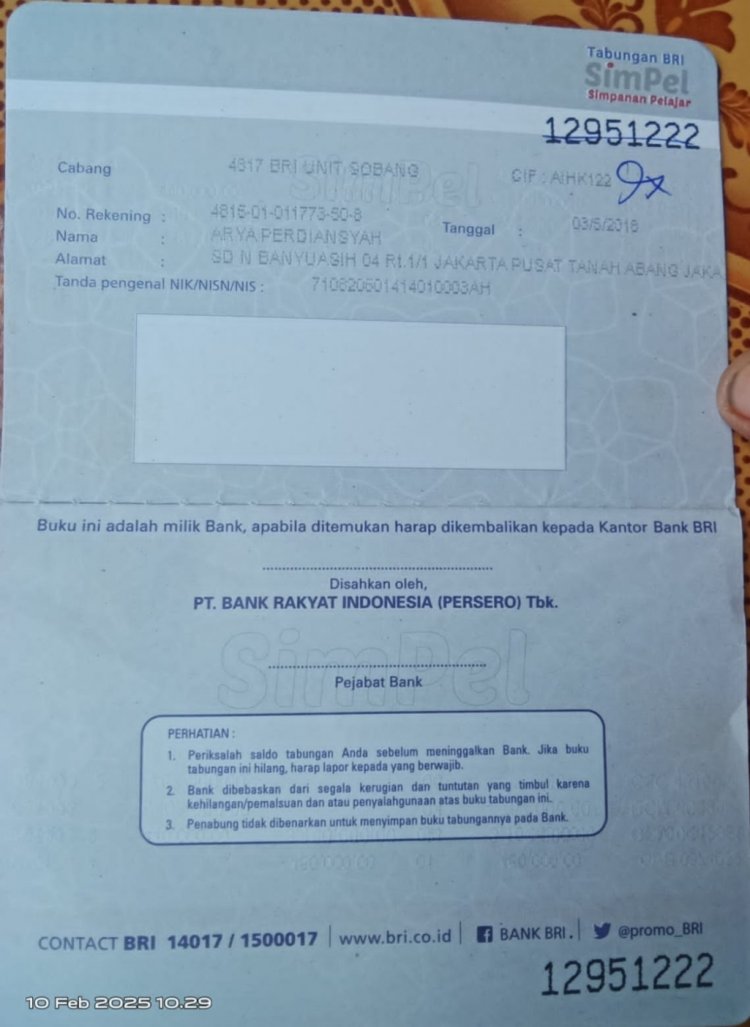 Tabungan BRI
SimPel
Simpanan Pelajar
12951222
Cabang 4817 BRI UNIT SOBANG CIF : AIHK122
No. Rekening : 4815-01-011773-50-8
Nama : ARYA PERDIANSYAH Tanggal : 03/5/2018
Alamat : SD N BANYUASIH 04 Rt.1/1 JAKARTA PUSAT TANAH ABANG JAKA
Tanda pengenal NIK/NISN/NIS : 710820601414010003AH
Buku ini adalah milik Bank, apabila ditemukan harap dikembalikan kepada Kantor Bank BRI
Disahkan oleh,
PT. BANK RAKYAT INDONESIA (PERSERO) Tbk.
SimPel
Pejabat Bank
PERHATIAN :
1. Periksalah saldo tabungan Anda sebelum meninggalkan Bank. Jika buku
tabungan ini hilang, harap lapor kepada yang berwajib.
2. Bank dibebaskan dari segala kerugian dan tuntutan yang timbul karena
kehilangan/pemalsuan dan atau penyalahgunaan atas buku tabungan ini.
3. Penabung tidak dibenarkan untuk menyimpan buku tabungannya pada Bank.
CONTACT BRI 14017 / 1500017 | www.bri.co.id | BANK BRI . | @promo_BRI
12951222
10 Feb 2025 10.29